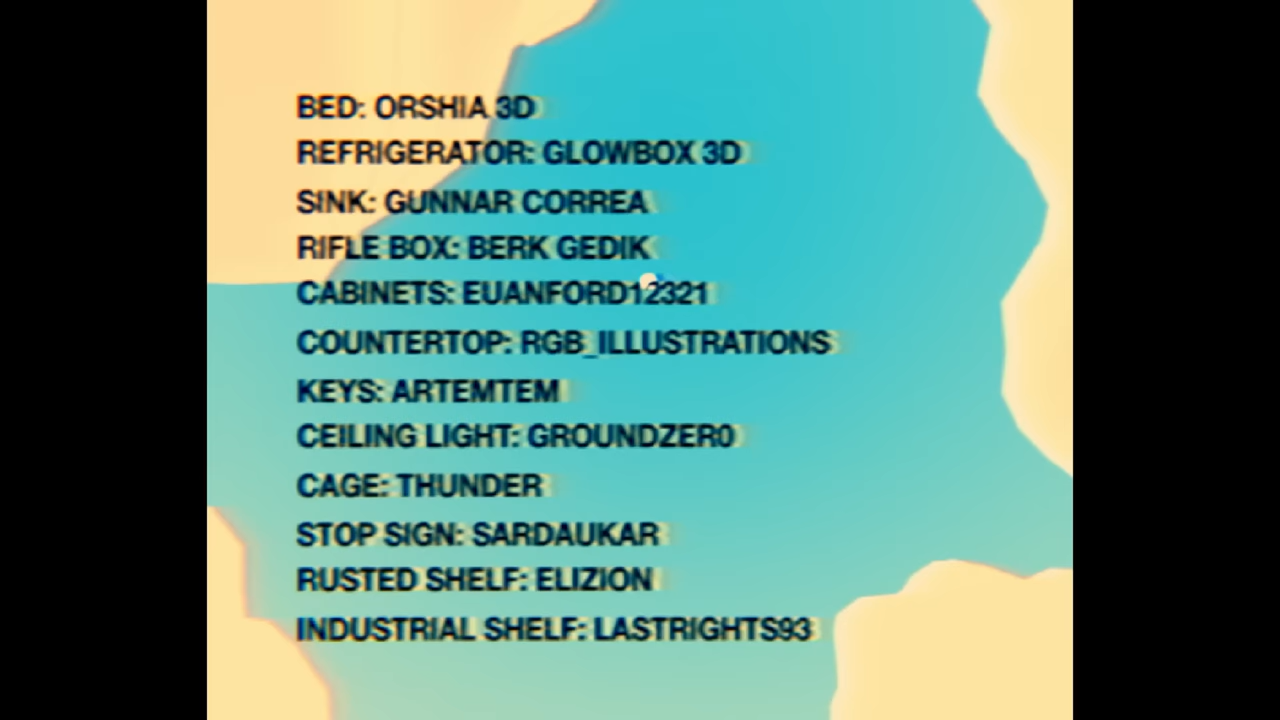 BED: ORSHIA 3D
REFRIGERATOR: GLOWBOX 3D
SINK: GUNNAR CORREA
RIFLE BOX: BERK GEDIK
CABINETS: EUANFORD12321
COUNTERTOP: RGB_ILLUSTRATIONS
KEYS: ARTEMTEM
CEILING LIGHT: GROUNDZER0
CAGE: THUNDER
STOP SIGN: SARDAUKAR
RUSTED SHELF: ELIZION
INDUSTRIAL SHELF: LASTRIGHTS93